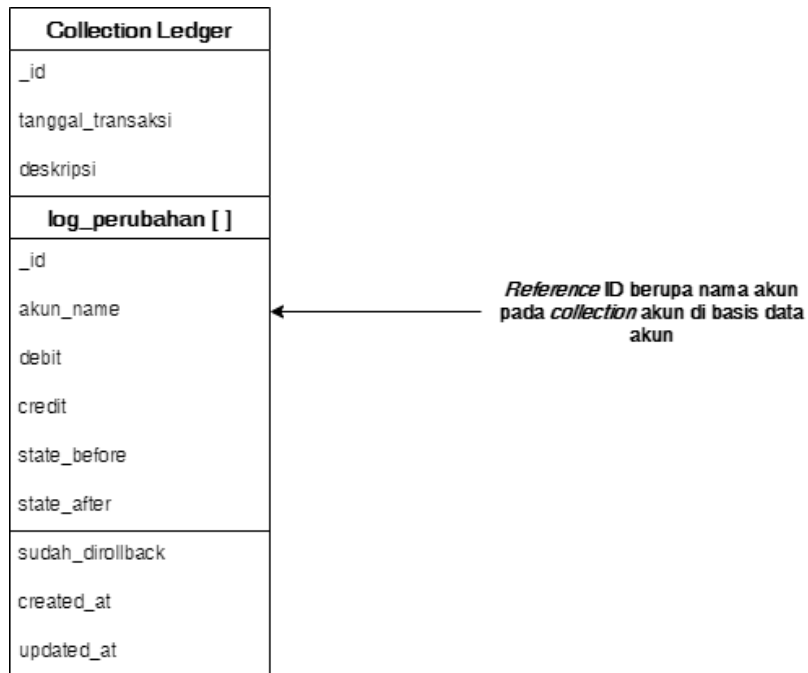 Collection Ledger
_id
tanggal_transaksi
deskripsi
log_perubahan [ ]
_id
akun_name
debit
credit
state_before
state_after
sudah_dirollback
created_at
updated_at
Reference ID berupa nama akun
pada collection akun di basis data
akun